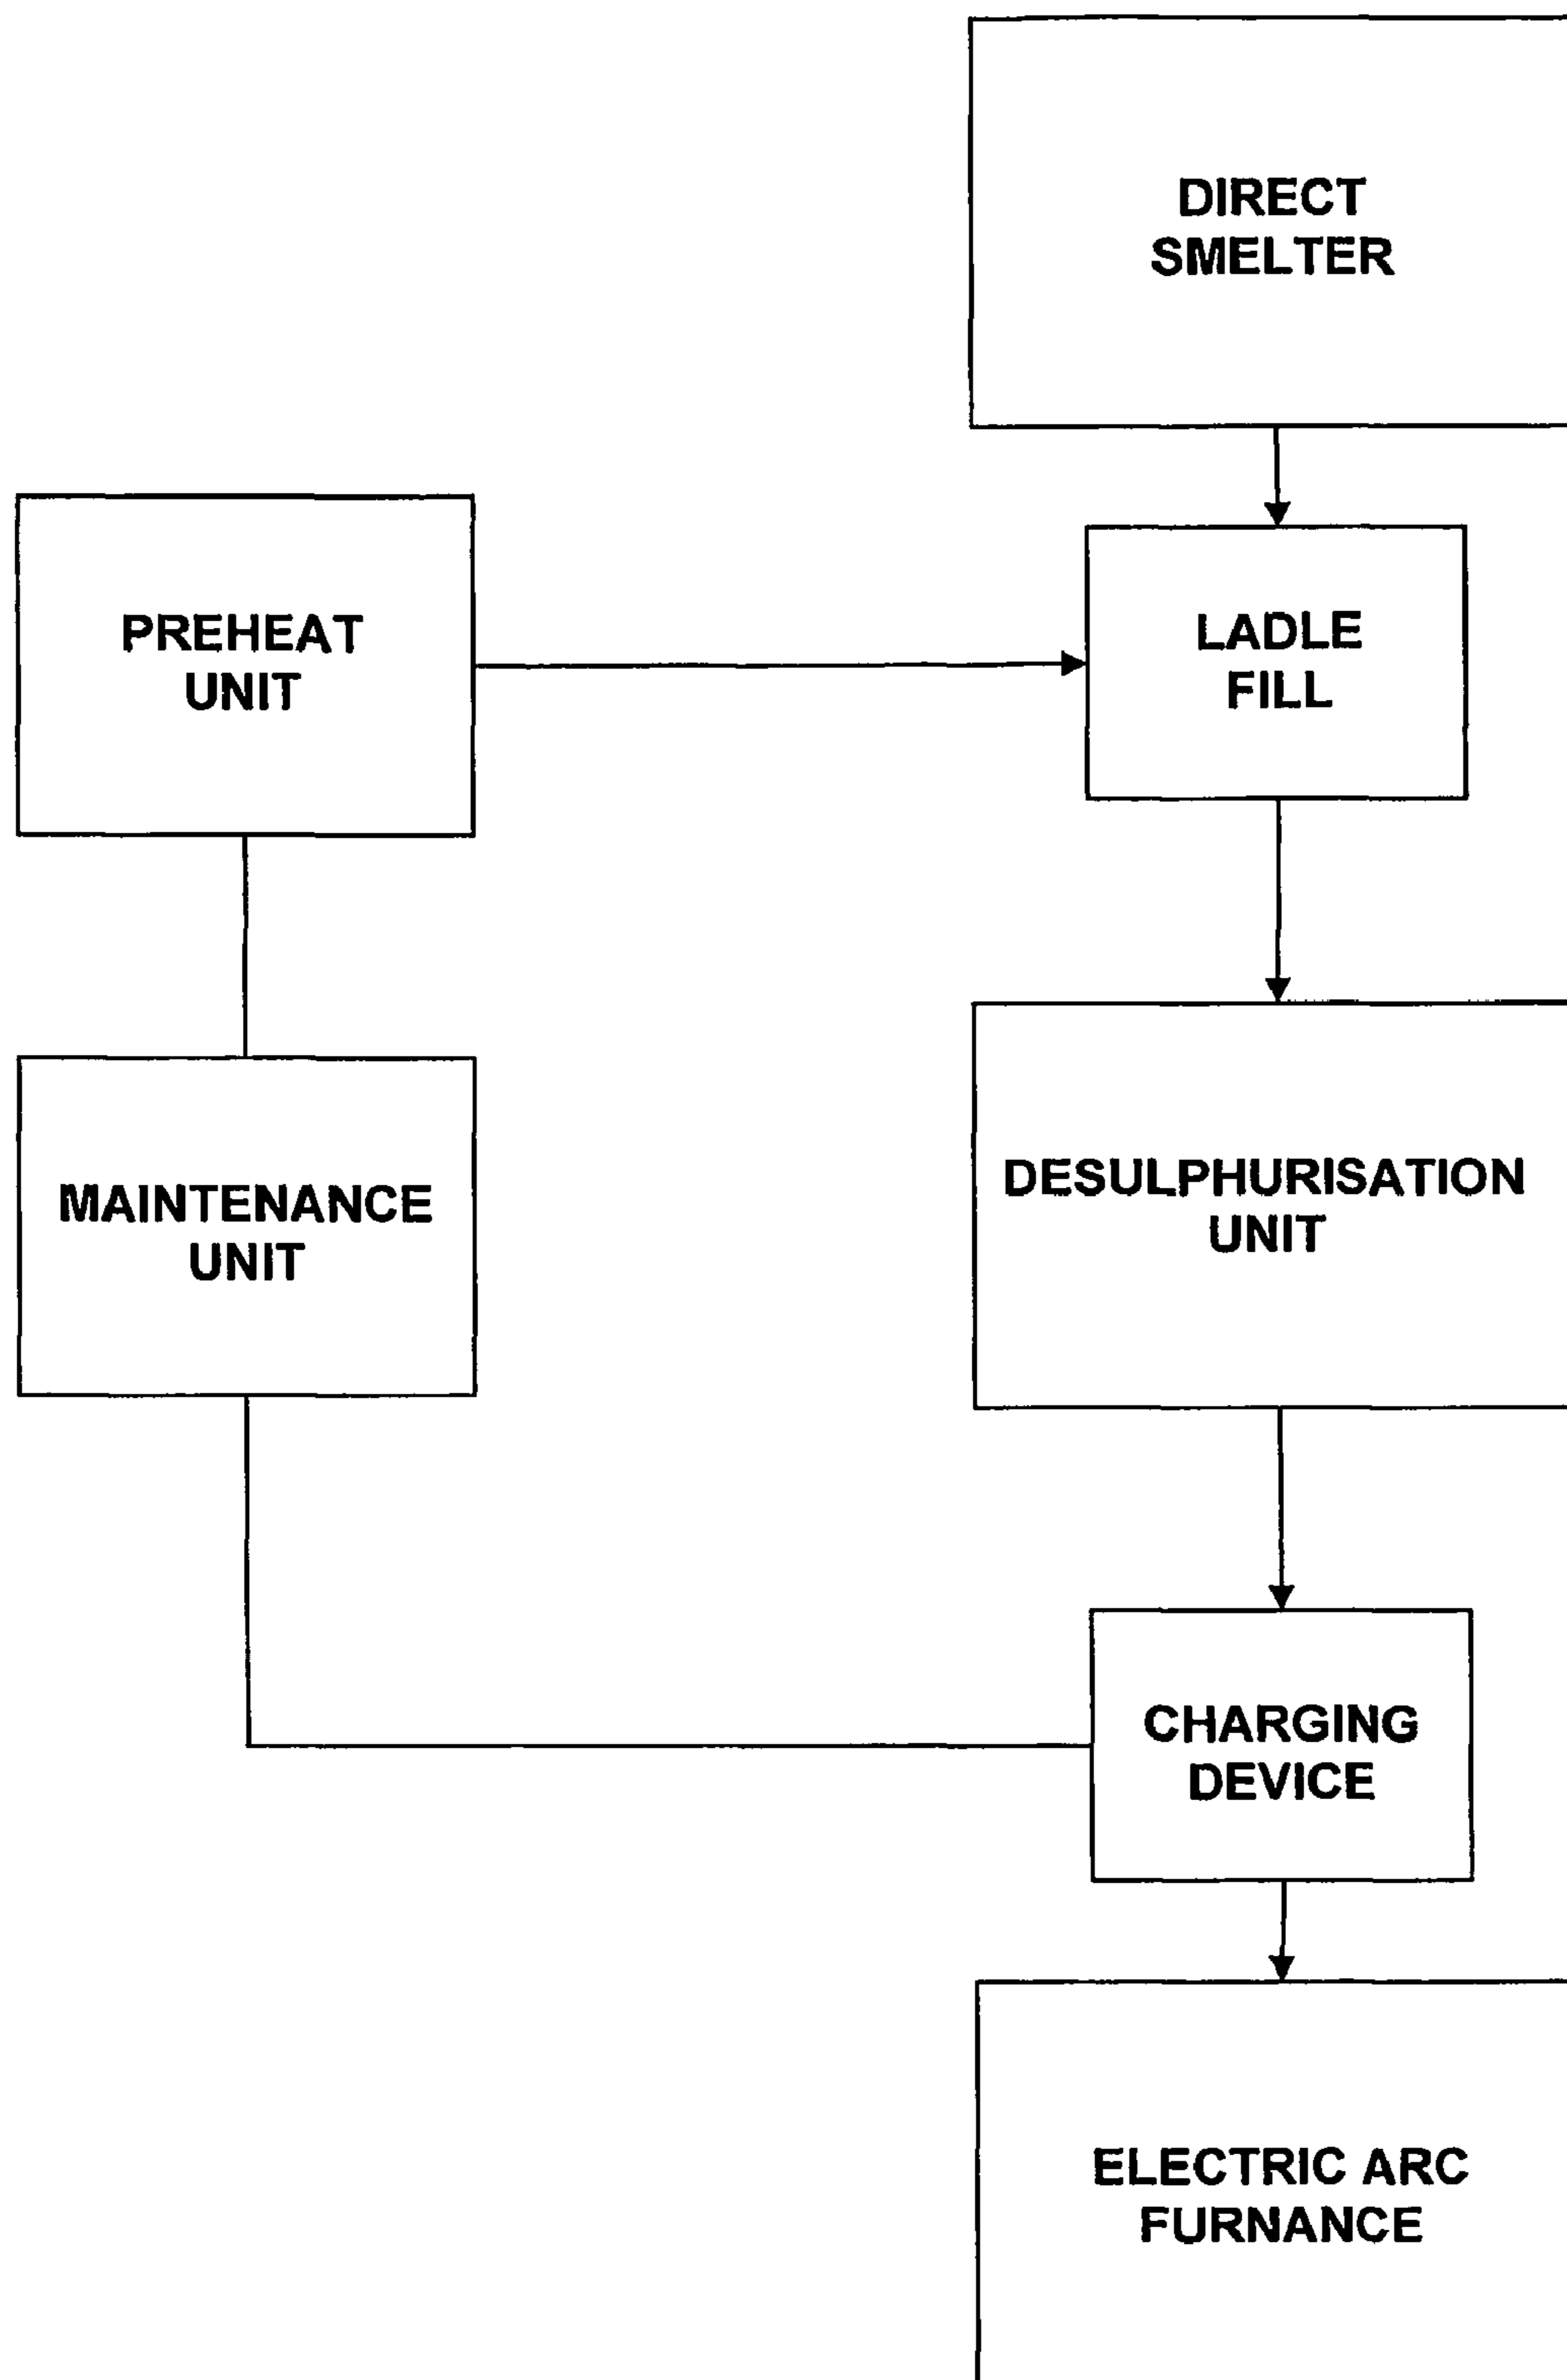 DIRECT
SMELTER
PREHEAT
UNIT
LADLE
FILL
MAINTENANCE
UNIT
DESULPHURISATION
UNIT
CHARGING
DEVICE
ELECTRIC ARC
FURNANCE